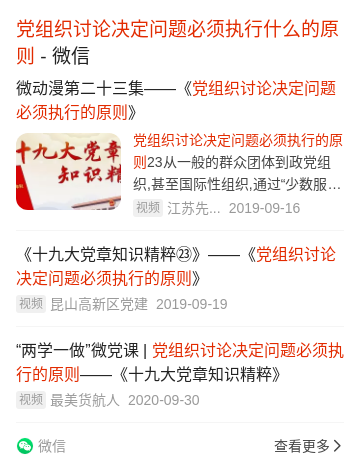 党组织讨论决定问题必须执行什么的原
则 - 微信
微动漫第二十三集——《党组织讨论决定问题
必须执行的原则》
十九大党章
知识精
党组织讨论决定问题必须执行的原
则23从一般的群众团体到政党组
织,甚至国际性组织,通过“少数服...
视频 江苏先... 2019-09-16
《十九大党章知识精粹㉓》——《党组织讨论
决定问题必须执行的原则》
视频 昆山高新区党建 2019-09-19
“两学一做”微党课 | 党组织讨论决定问题必须执
行的原则——《十九大党章知识精粹》
视频 最美货航人 2020-09-30
微信 查看更多